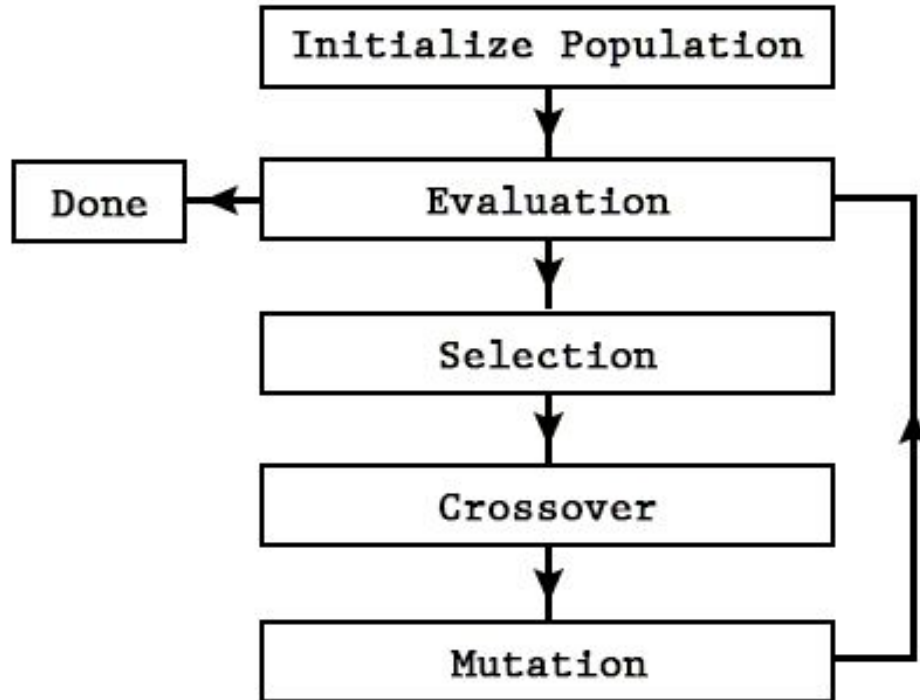 Initialize Population
Done
Evaluation
Selection
Crossover
Mutation